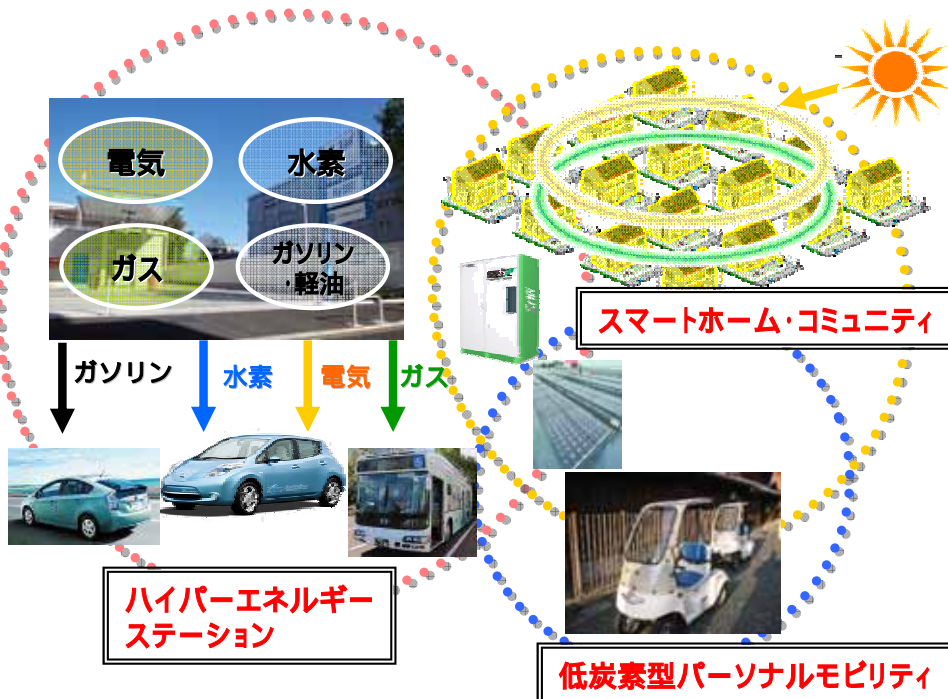 電気
水素
ガス
ガソリン
・軽油
スマートホーム・コミュニティ
ガソリン
水素
電気
ガス
ハイパーエネルギー
ステーション
低炭素型パーソナルモビリティ